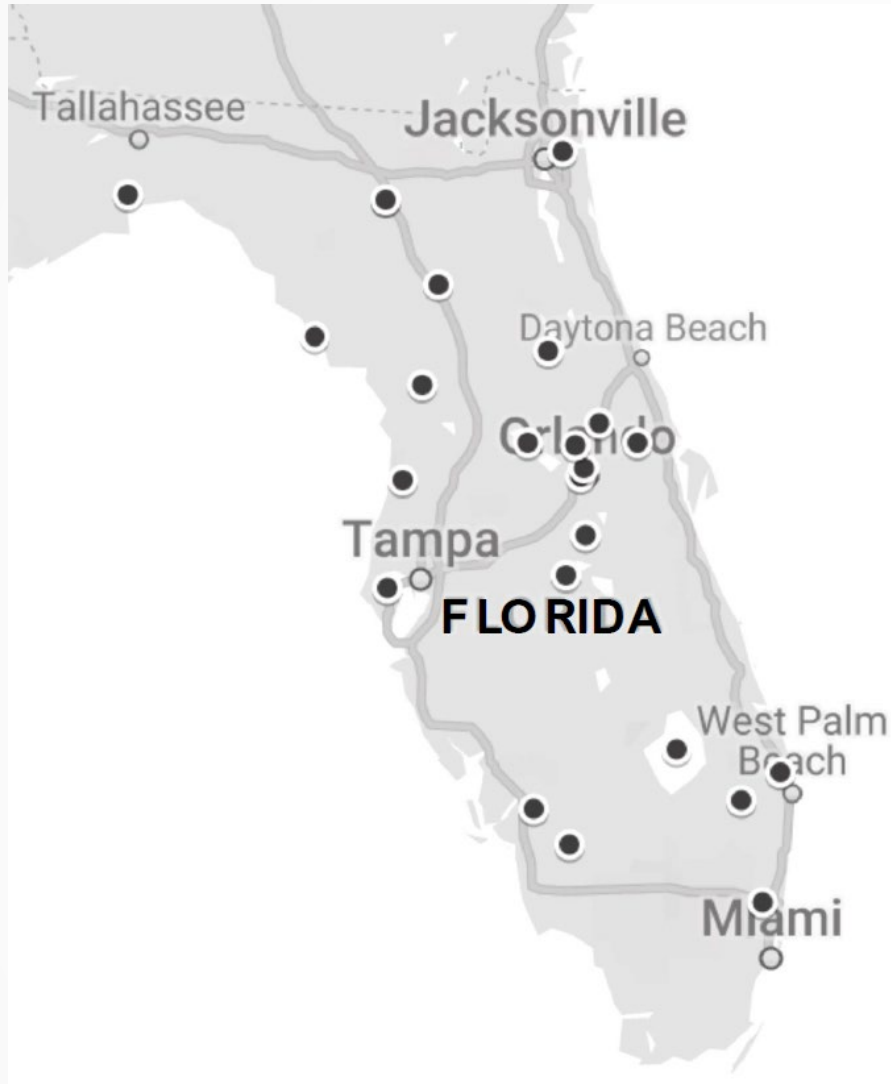 Tallahassee
Jacksonville
Daytona Beach
Orlando
Tampa
FLORIDA
West Palm
Beach
Miami